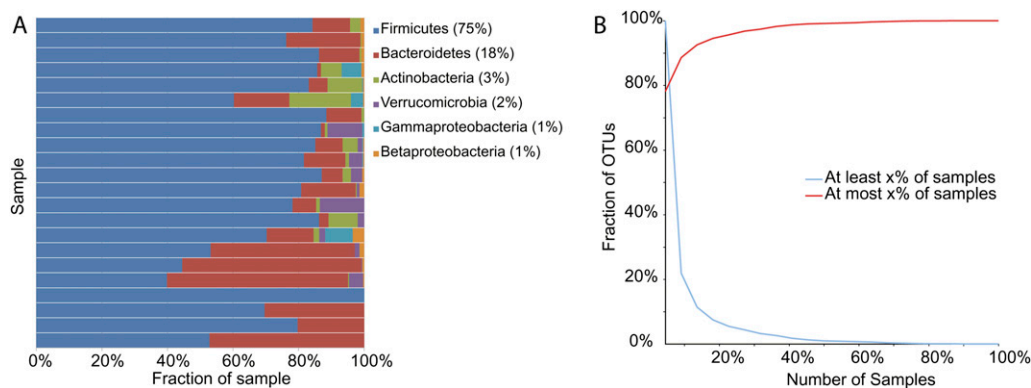 A
Sample
Firmicutes (75%)
Bacteroidetes (18%)
Actinobacteria (3%)
Verrucomicrobia (2%)
Gammaproteobacteria (1%)
Betaproteobacteria (1%)
0% 20% 40% 60% 80% 100%
Fraction of sample
B
Fraction of OTUs
100%
80%
60%
40%
20%
0%
At least x% of samples
At most x% of samples
20% 40% 60% 80% 100%
Number of Samples